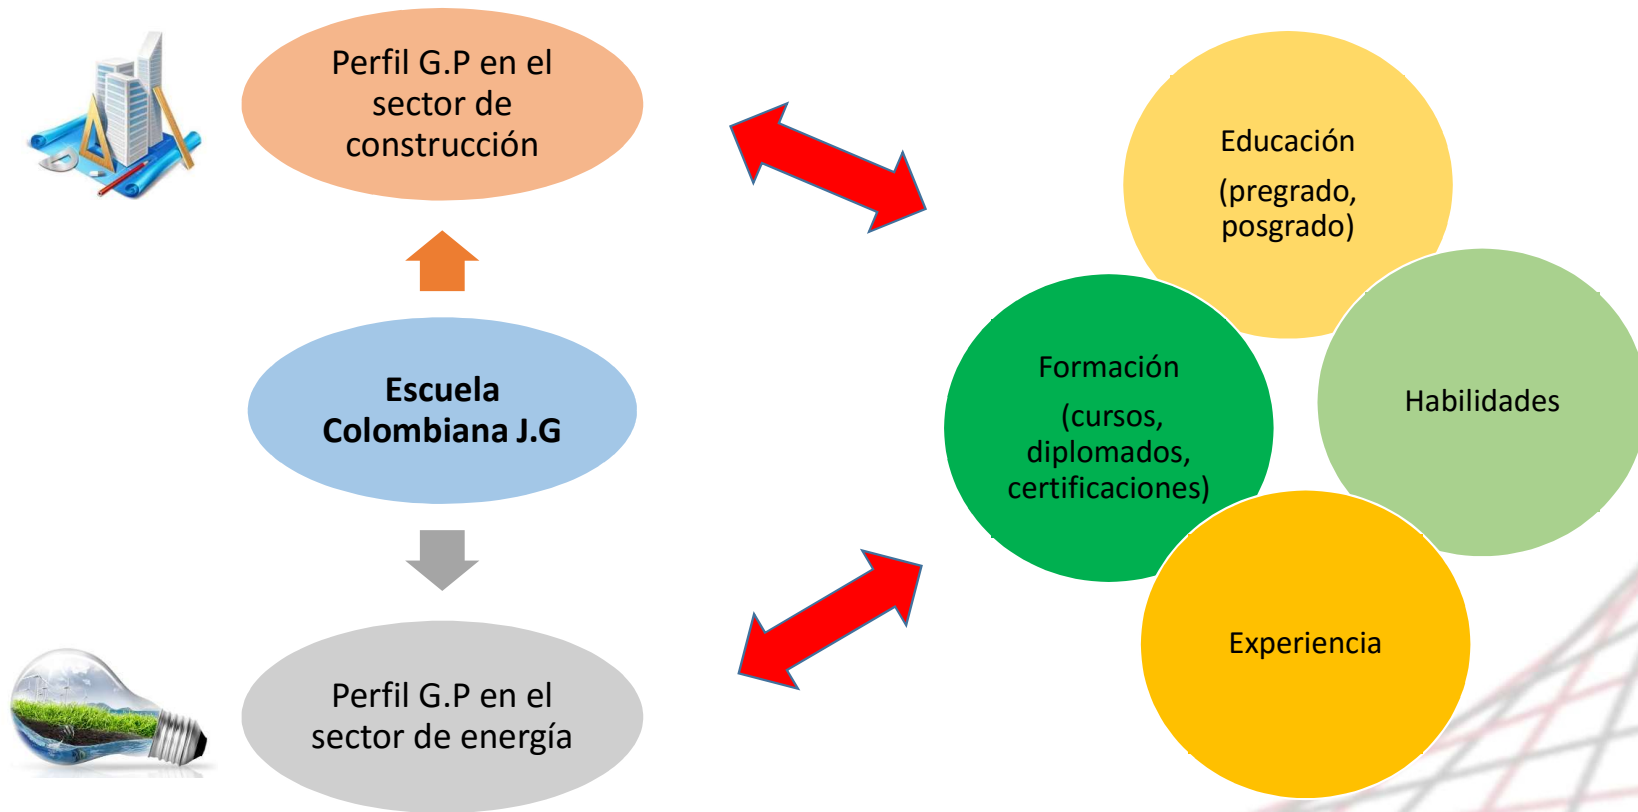 Perfil G.P en el
sector de
construcción
Escuela
Colombiana J.G
Perfil G.P en el
sector de energía
Educación
(pregrado,
posgrado)
Formación
(cursos,
diplomados,
certificaciones)
Habilidades
Experiencia